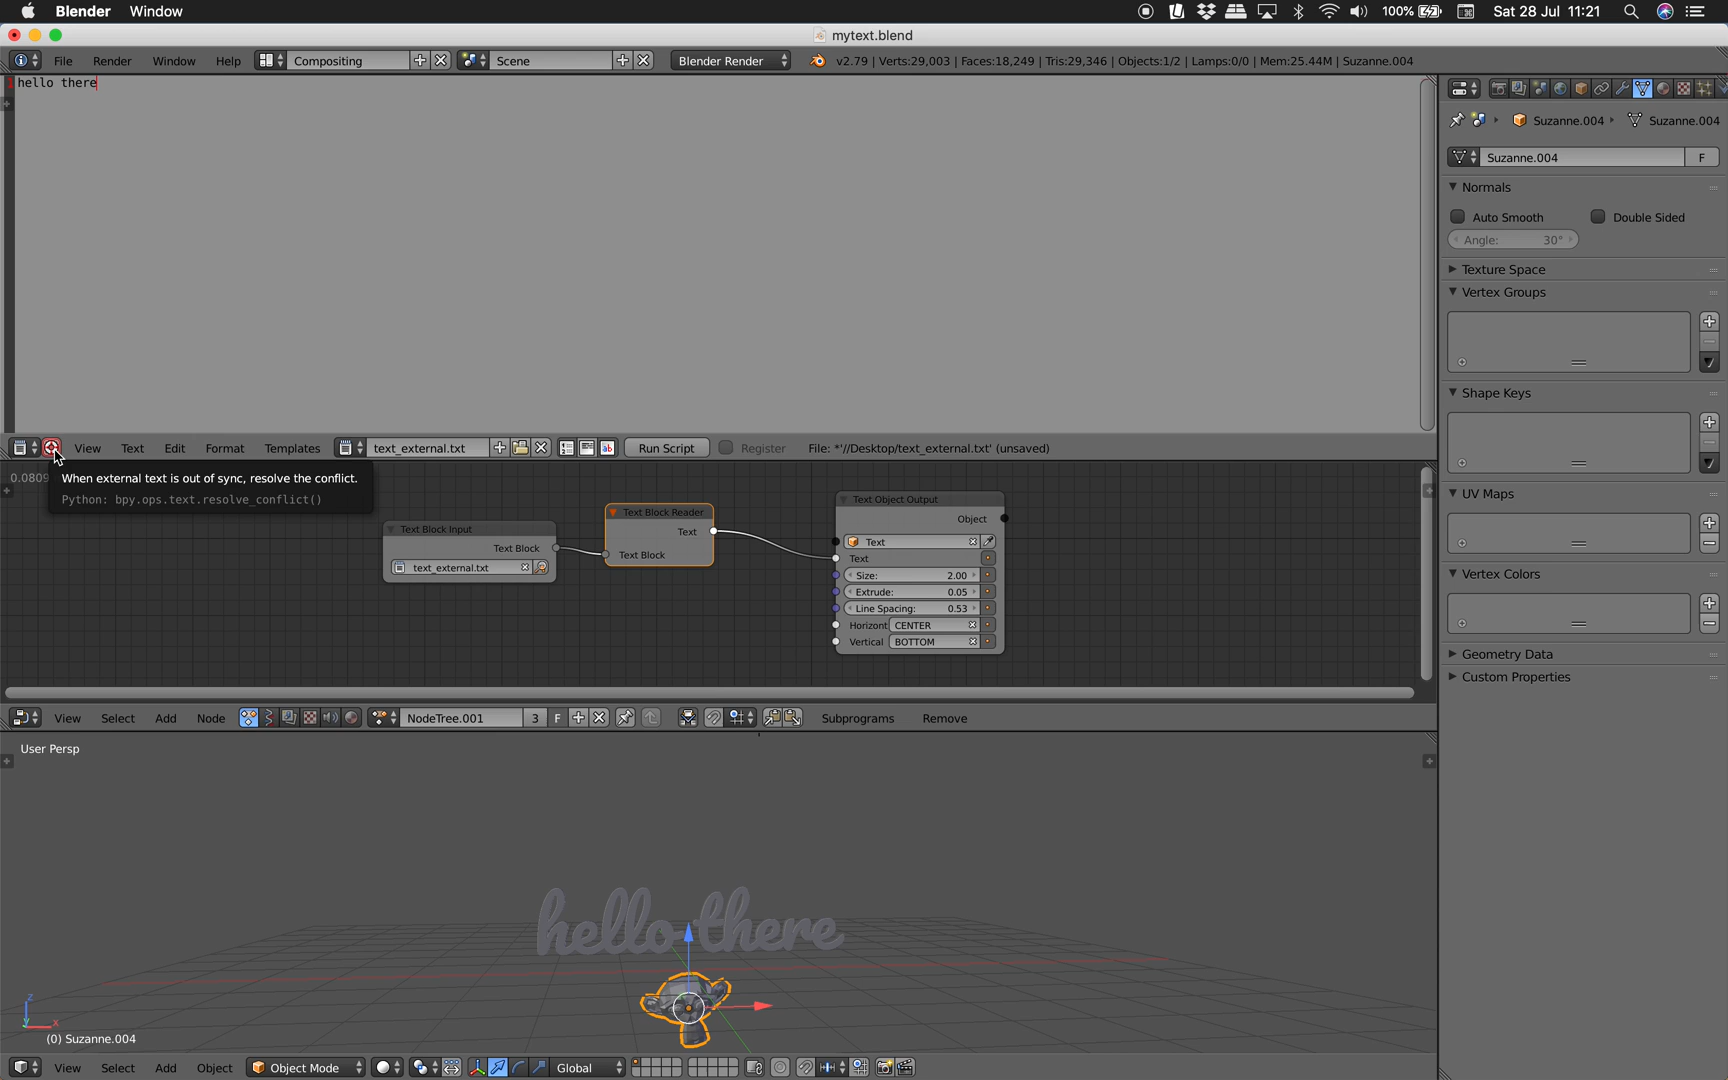 Blender Window 100% Sat 28 Jul 11:21
mytext.blend
File Render Window Help Compositing Scene Blender Render v2.79 | Verts:29,003 | Faces:18,249 | Tris:29,346 | Objects:1/2 | Lamps:0/0 | Mem:25.44M | Suzanne.004
hello there
Suzanne.004 Suzanne.004
Suzanne.004 F
Normals
Auto Smooth Double Sided
Angle: 30°
Texture Space
Vertex Groups
Shape Keys
UV Maps
Vertex Colors
Geometry Data
Custom Properties
View Text Edit Format Templates text_external.txt Run Script Register File: *'//Desktop/text_external.txt' (unsaved)
0.0809
When external text is out of sync, resolve the conflict.
Python: bpy.ops.text.resolve_conflict()
Text Block Input
Text Block
text_external.txt
Text Block Reader
Text
Text Block
Text Object Output
Object
Text
Text
Size: 2.00
Extrude: 0.05
Line Spacing: 0.53
Horizont CENTER
Vertical BOTTOM
View Select Add Node NodeTree.001 3 F Subprograms Remove
User Persp
hello there
z
x
(0) Suzanne.004
View Select Add Object Object Mode Global